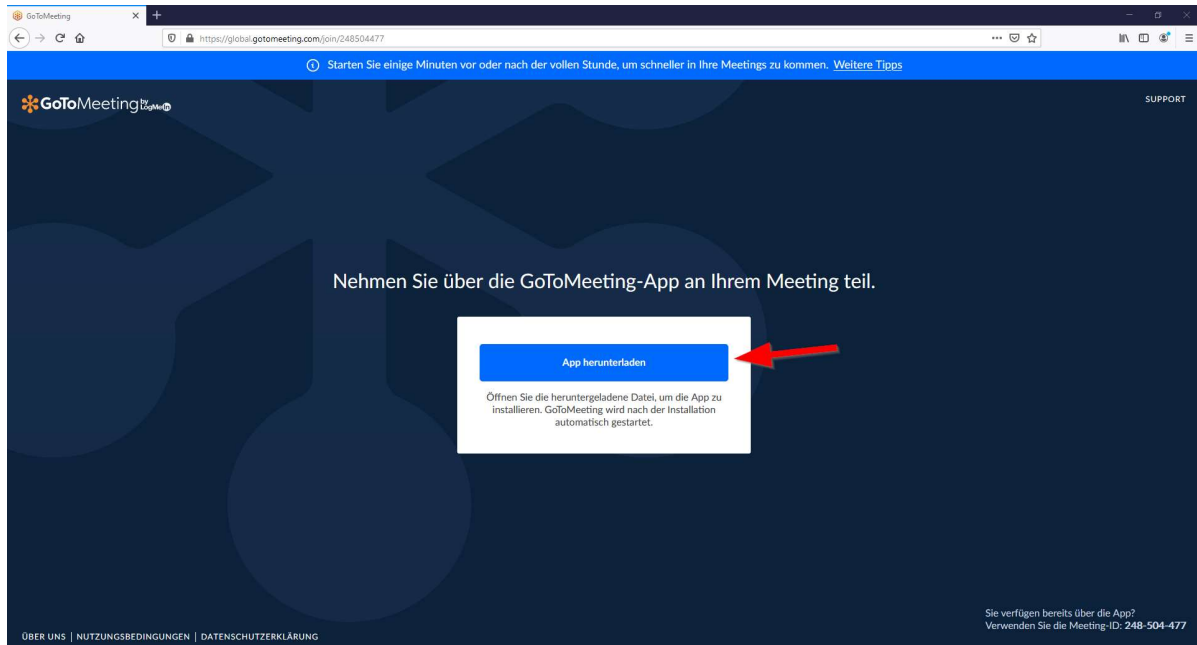 GoToMeeting
https://global.gotomeeting.com/join/248504477
Starten Sie einige Minuten vor oder nach der vollen Stunde, um schneller in Ihre Meetings zu kommen. Weitere Tipps
GoToMeeting by LogMeIn
SUPPORT
Nehmen Sie über die GoToMeeting-App an Ihrem Meeting teil.
App herunterladen
Öffnen Sie die heruntergeladene Datei, um die App zu
installieren. GoToMeeting wird nach der Installation
automatisch gestartet.
Sie verfügen bereits über die App?
Verwenden Sie die Meeting-ID: 248-504-477
ÜBER UNS | NUTZUNGSBEDINGUNGEN | DATENSCHUTZERKLÄRUNG